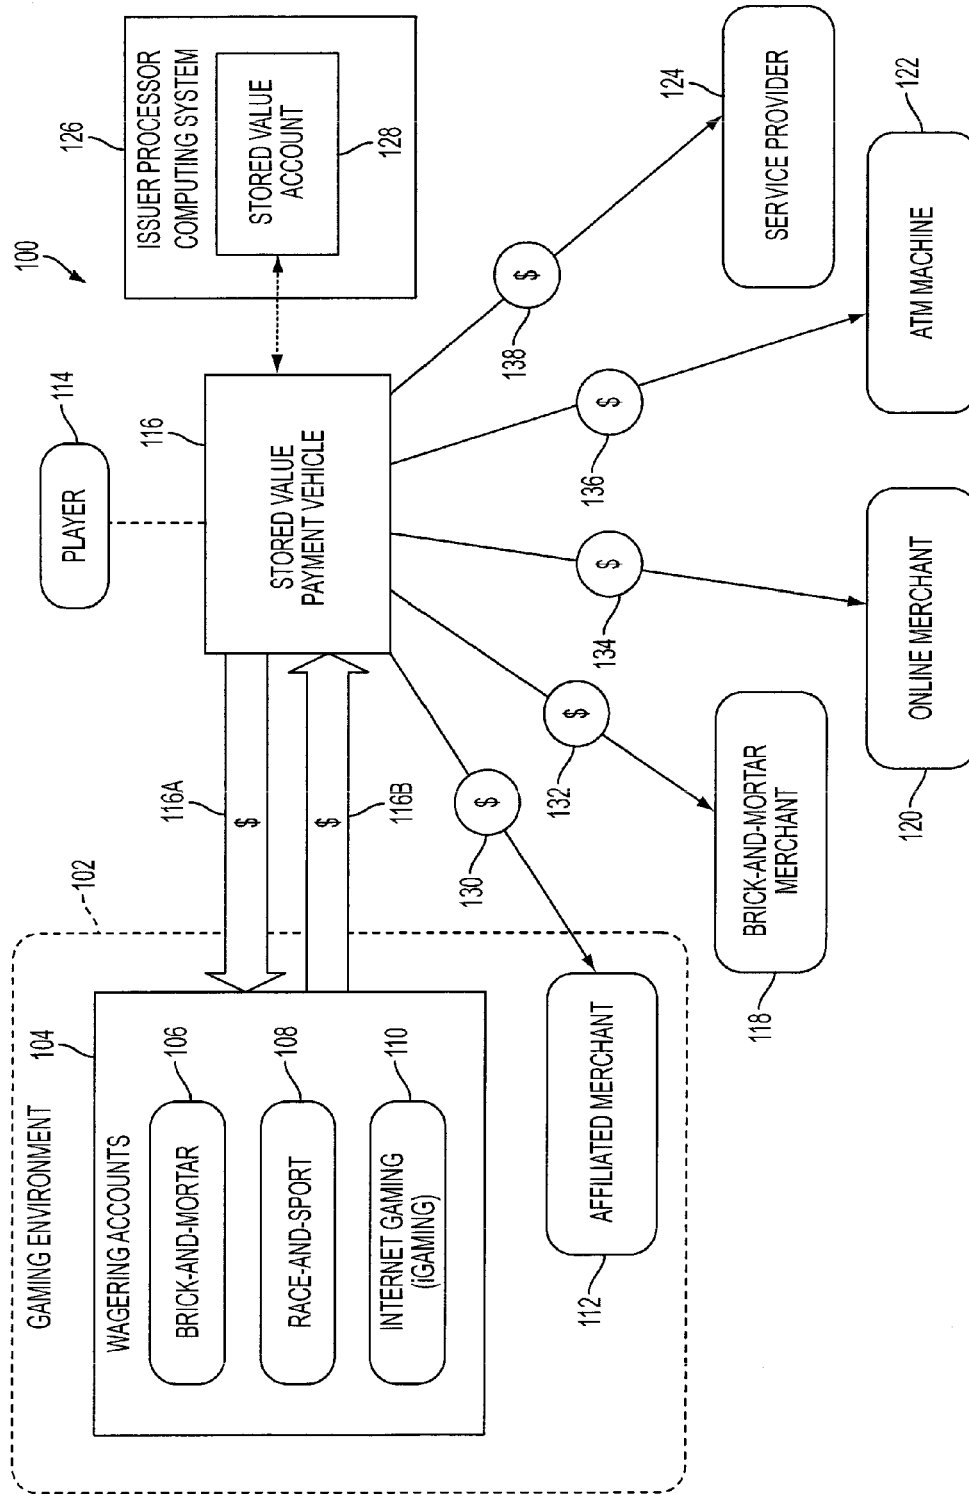 100
GAMING ENVIRONMENT
102
104
WAGERING ACCOUNTS
BRICK-AND-MORTAR
106
RACE-AND-SPORT
108
INTERNET GAMING
(iGAMING)
110
AFFILIATED MERCHANT
112
116A
$
$
116B
PLAYER
114
116
STORED VALUE
PAYMENT VEHICLE
126
ISSUER PROCESSOR
COMPUTING SYSTEM
STORED VALUE
ACCOUNT
128
$
130
$
132
$
134
$
136
$
138
BRICK-AND-MORTAR
MERCHANT
118
ONLINE MERCHANT
120
ATM MACHINE
122
SERVICE PROVIDER
124